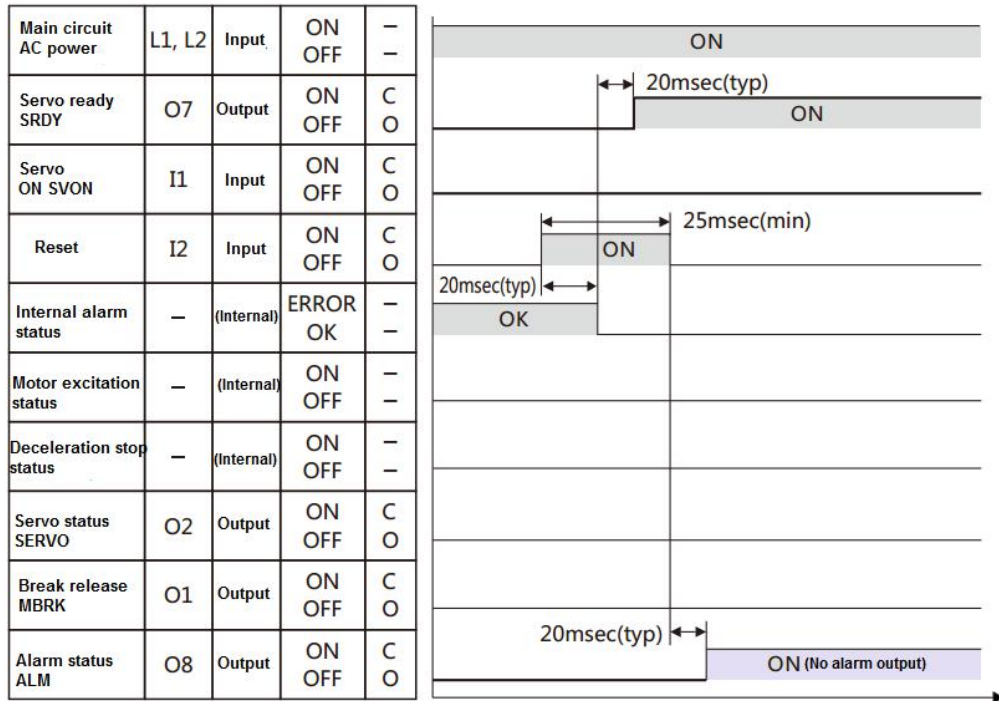 Main circuit
AC power
L1, L2
Input
ON
OFF
–
–
ON
Servo ready
SRDY
O7
Output
ON
OFF
C
O
20msec(typ)
ON
Servo
ON SVON
I1
Input
ON
OFF
C
O
Reset
I2
Input
ON
OFF
C
O
25msec(min)
ON
20msec(typ)
Internal alarm
status
–
(Internal)
ERROR
OK
–
–
OK
Motor excitation
status
–
(Internal)
ON
OFF
–
–
Deceleration stop
status
–
(Internal)
ON
OFF
–
–
Servo status
SERVO
O2
Output
ON
OFF
C
O
Break release
MBRK
O1
Output
ON
OFF
C
O
20msec(typ)
Alarm status
ALM
O8
Output
ON
OFF
C
O
ON (No alarm output)